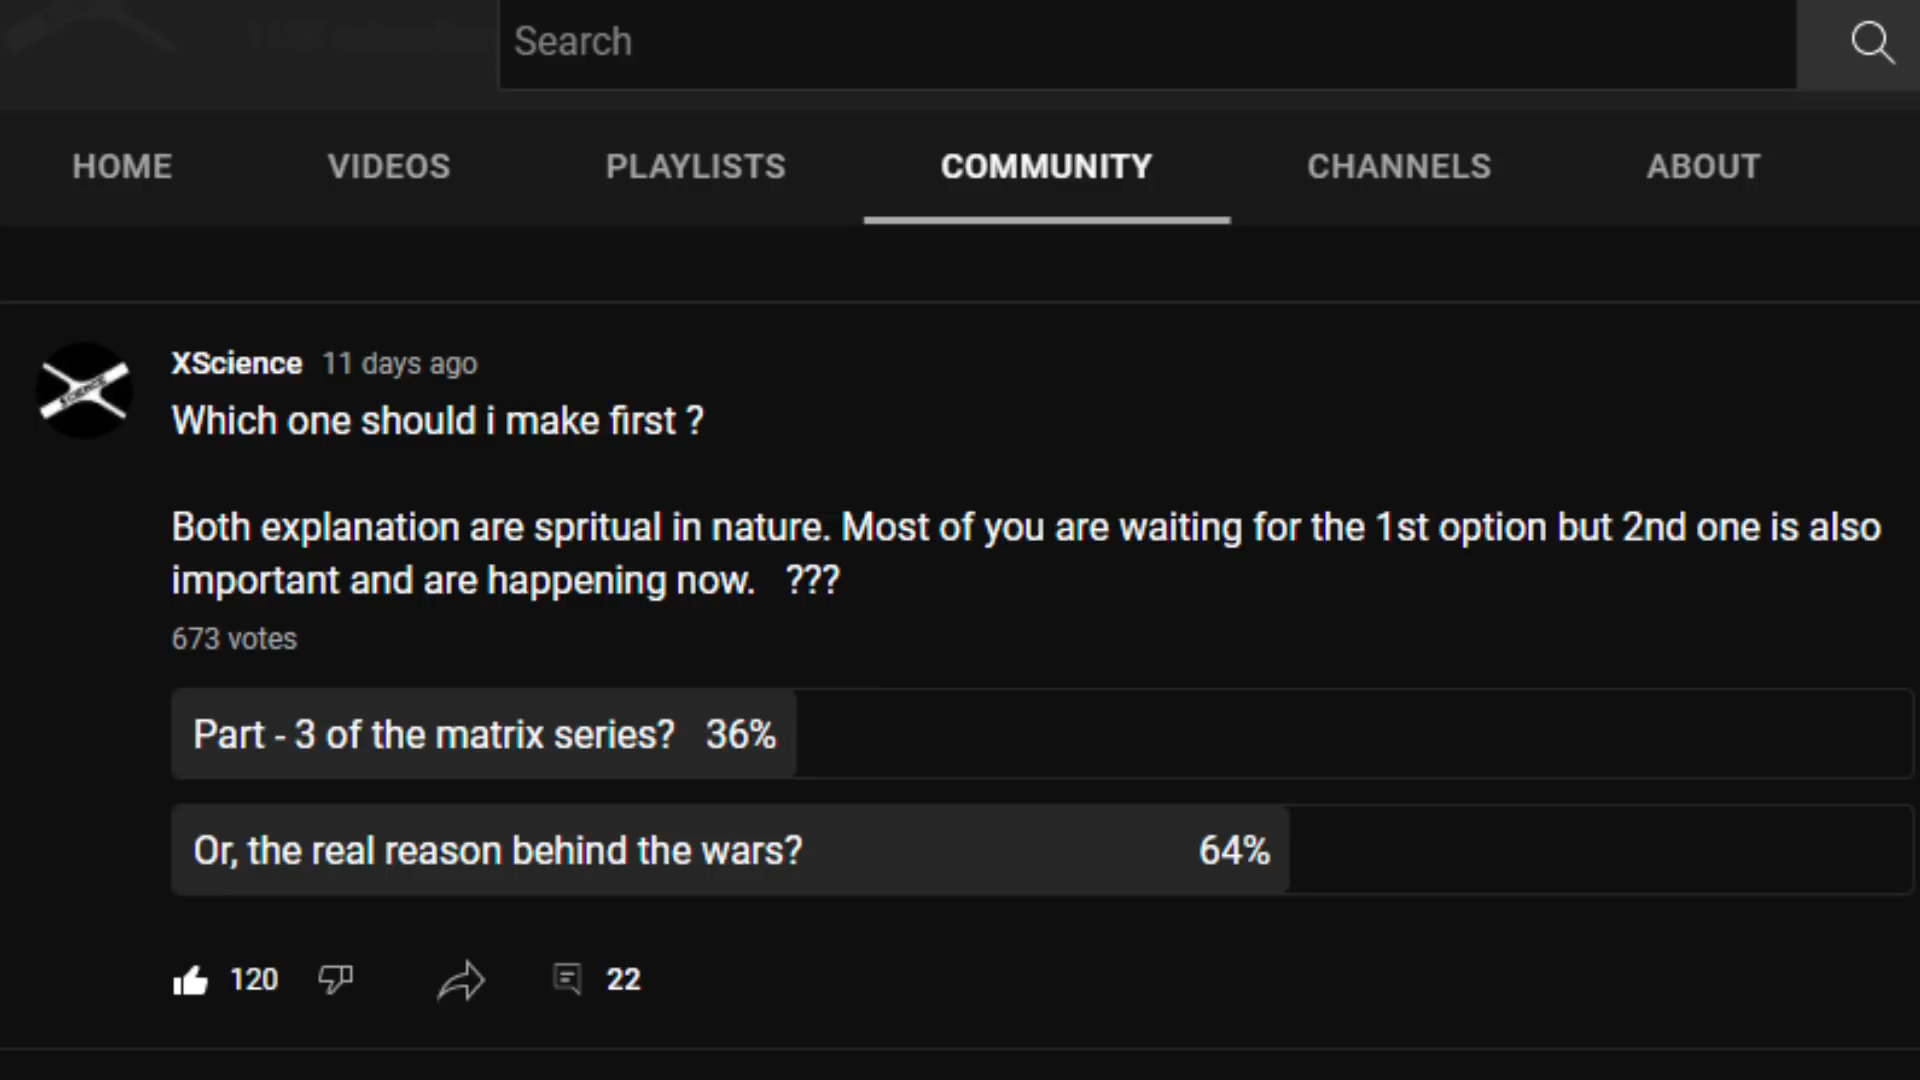 Search
HOME VIDEOS PLAYLISTS COMMUNITY CHANNELS ABOUT
SCIENCE
XScience 11 days ago
Which one should i make first ?
Both explanation are spritual in nature. Most of you are waiting for the 1st option but 2nd one is also
important and are happening now. ???
673 votes
Part - 3 of the matrix series? 36%
Or, the real reason behind the wars? 64%
120 22